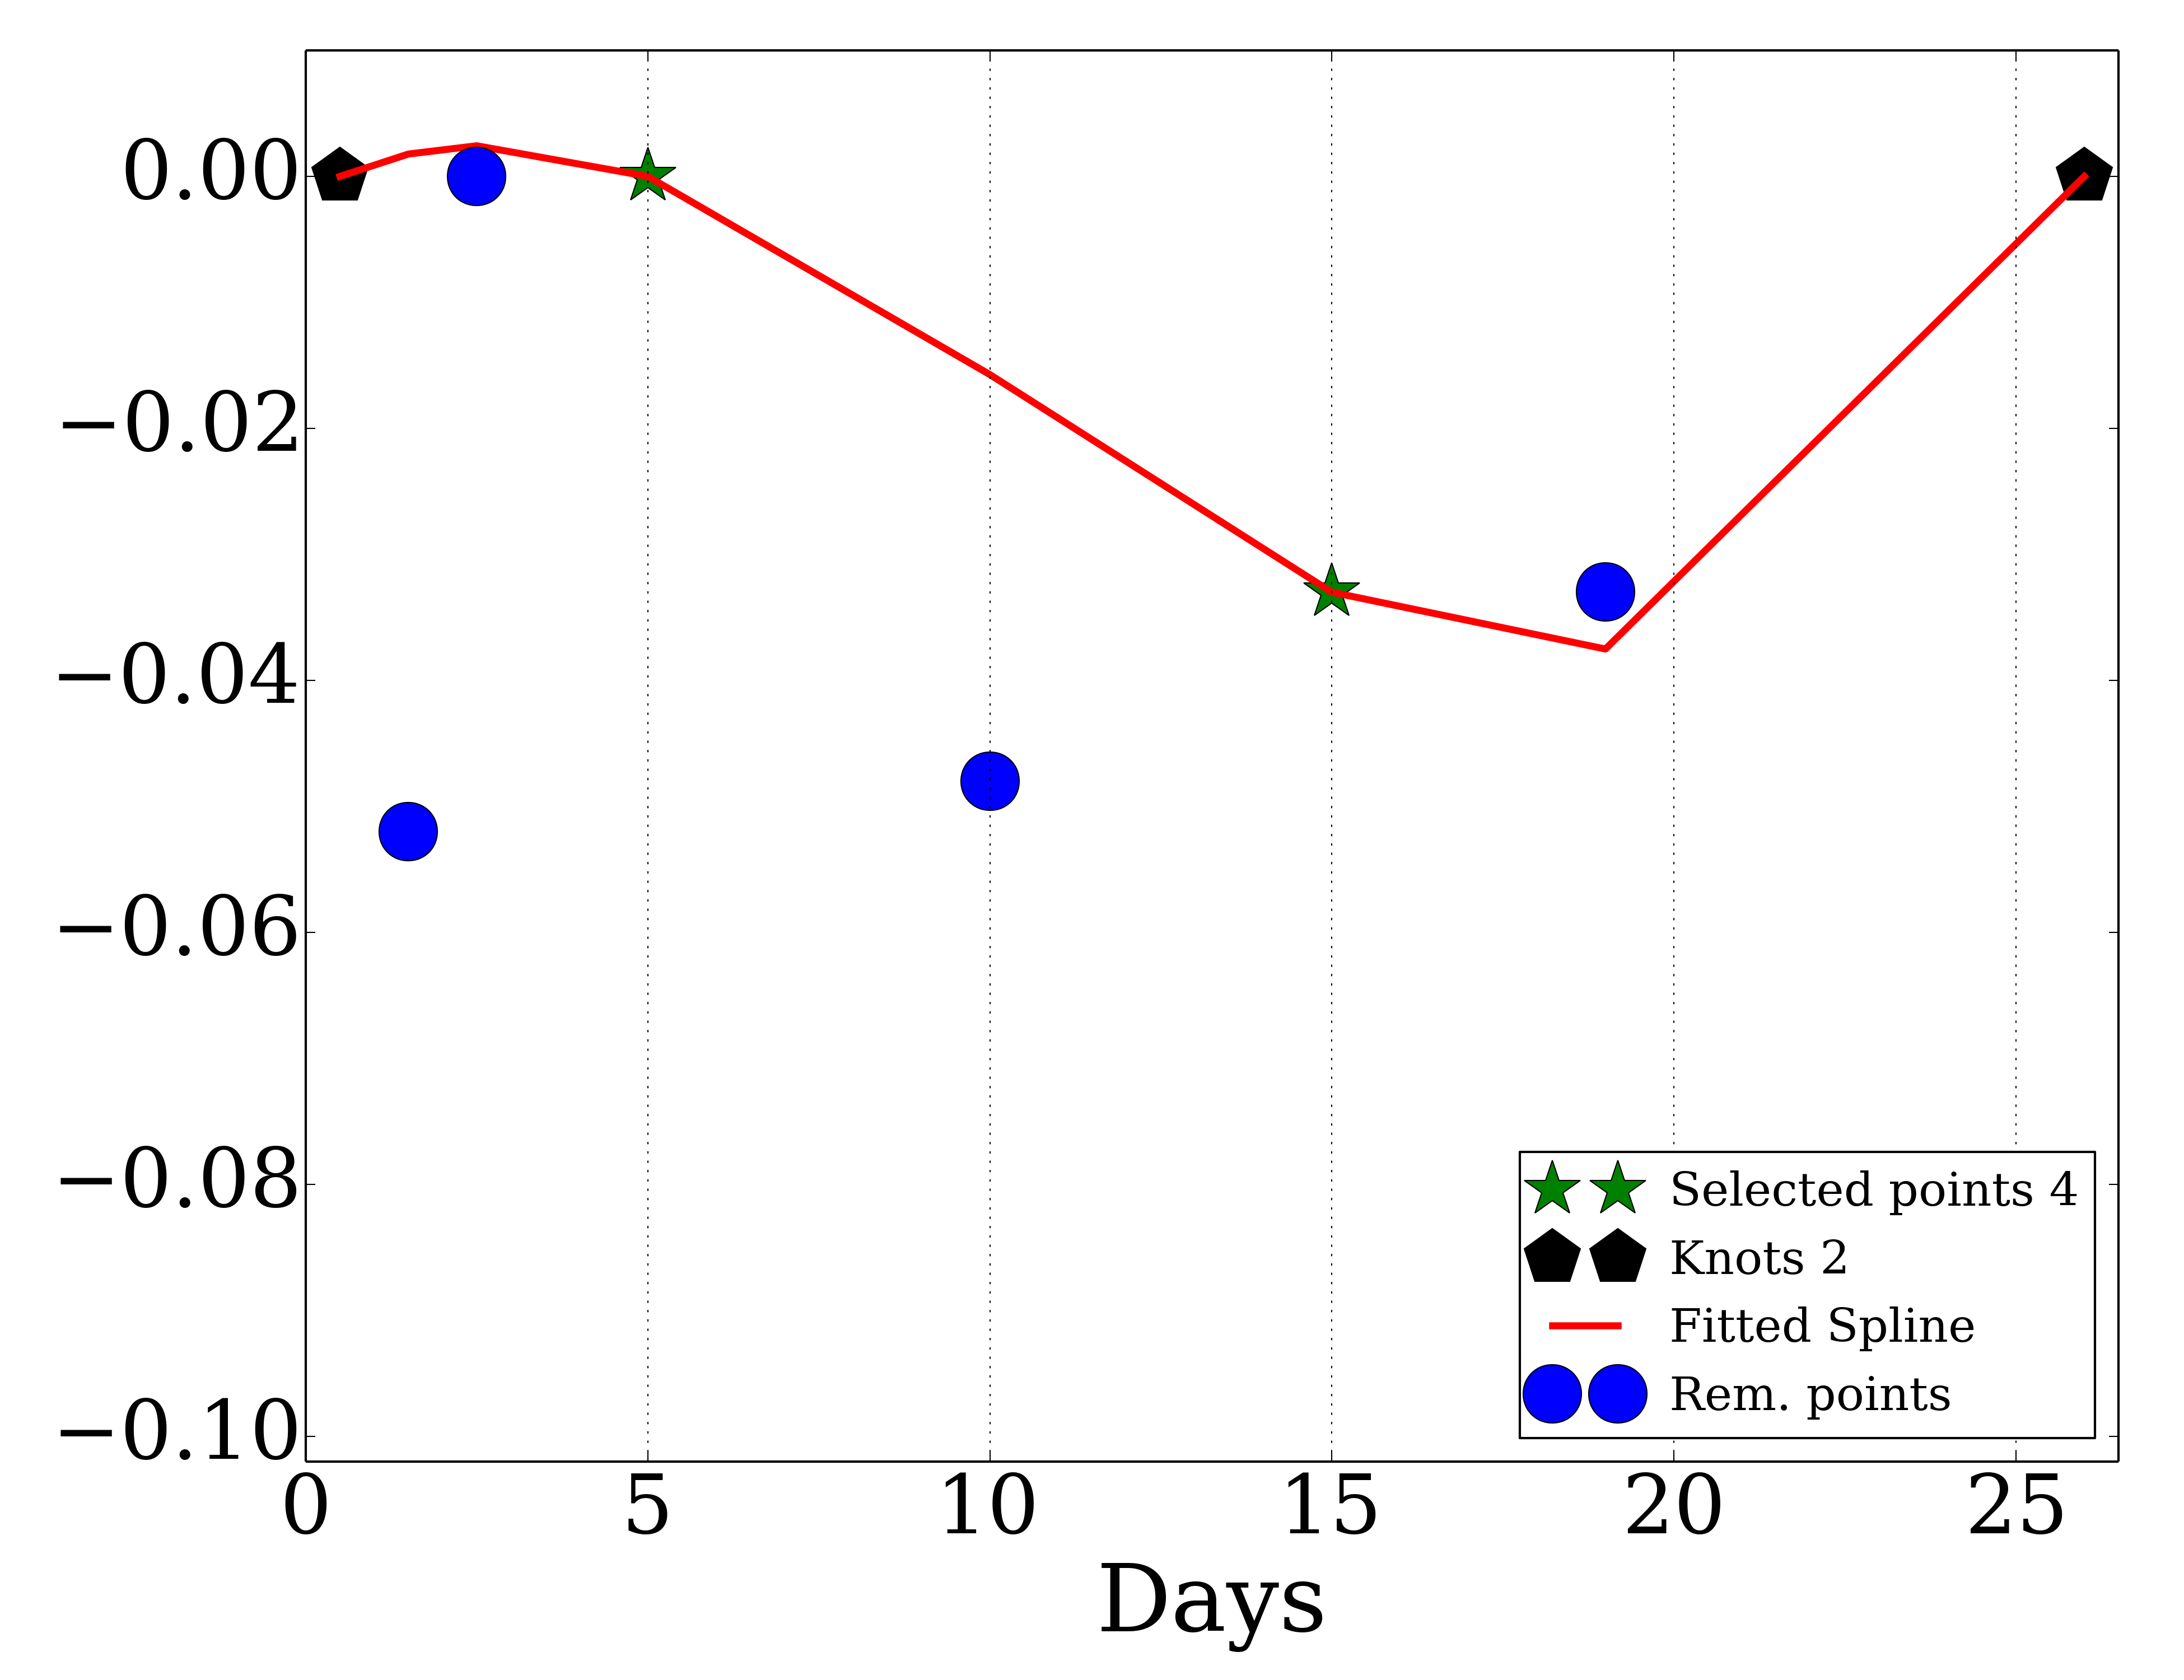 0.00
−0.02
−0.04
−0.06
−0.08
−0.10
0 5 10 15 20 25
Days
Selected points 4
Knots 2
Fitted Spline
Rem. points